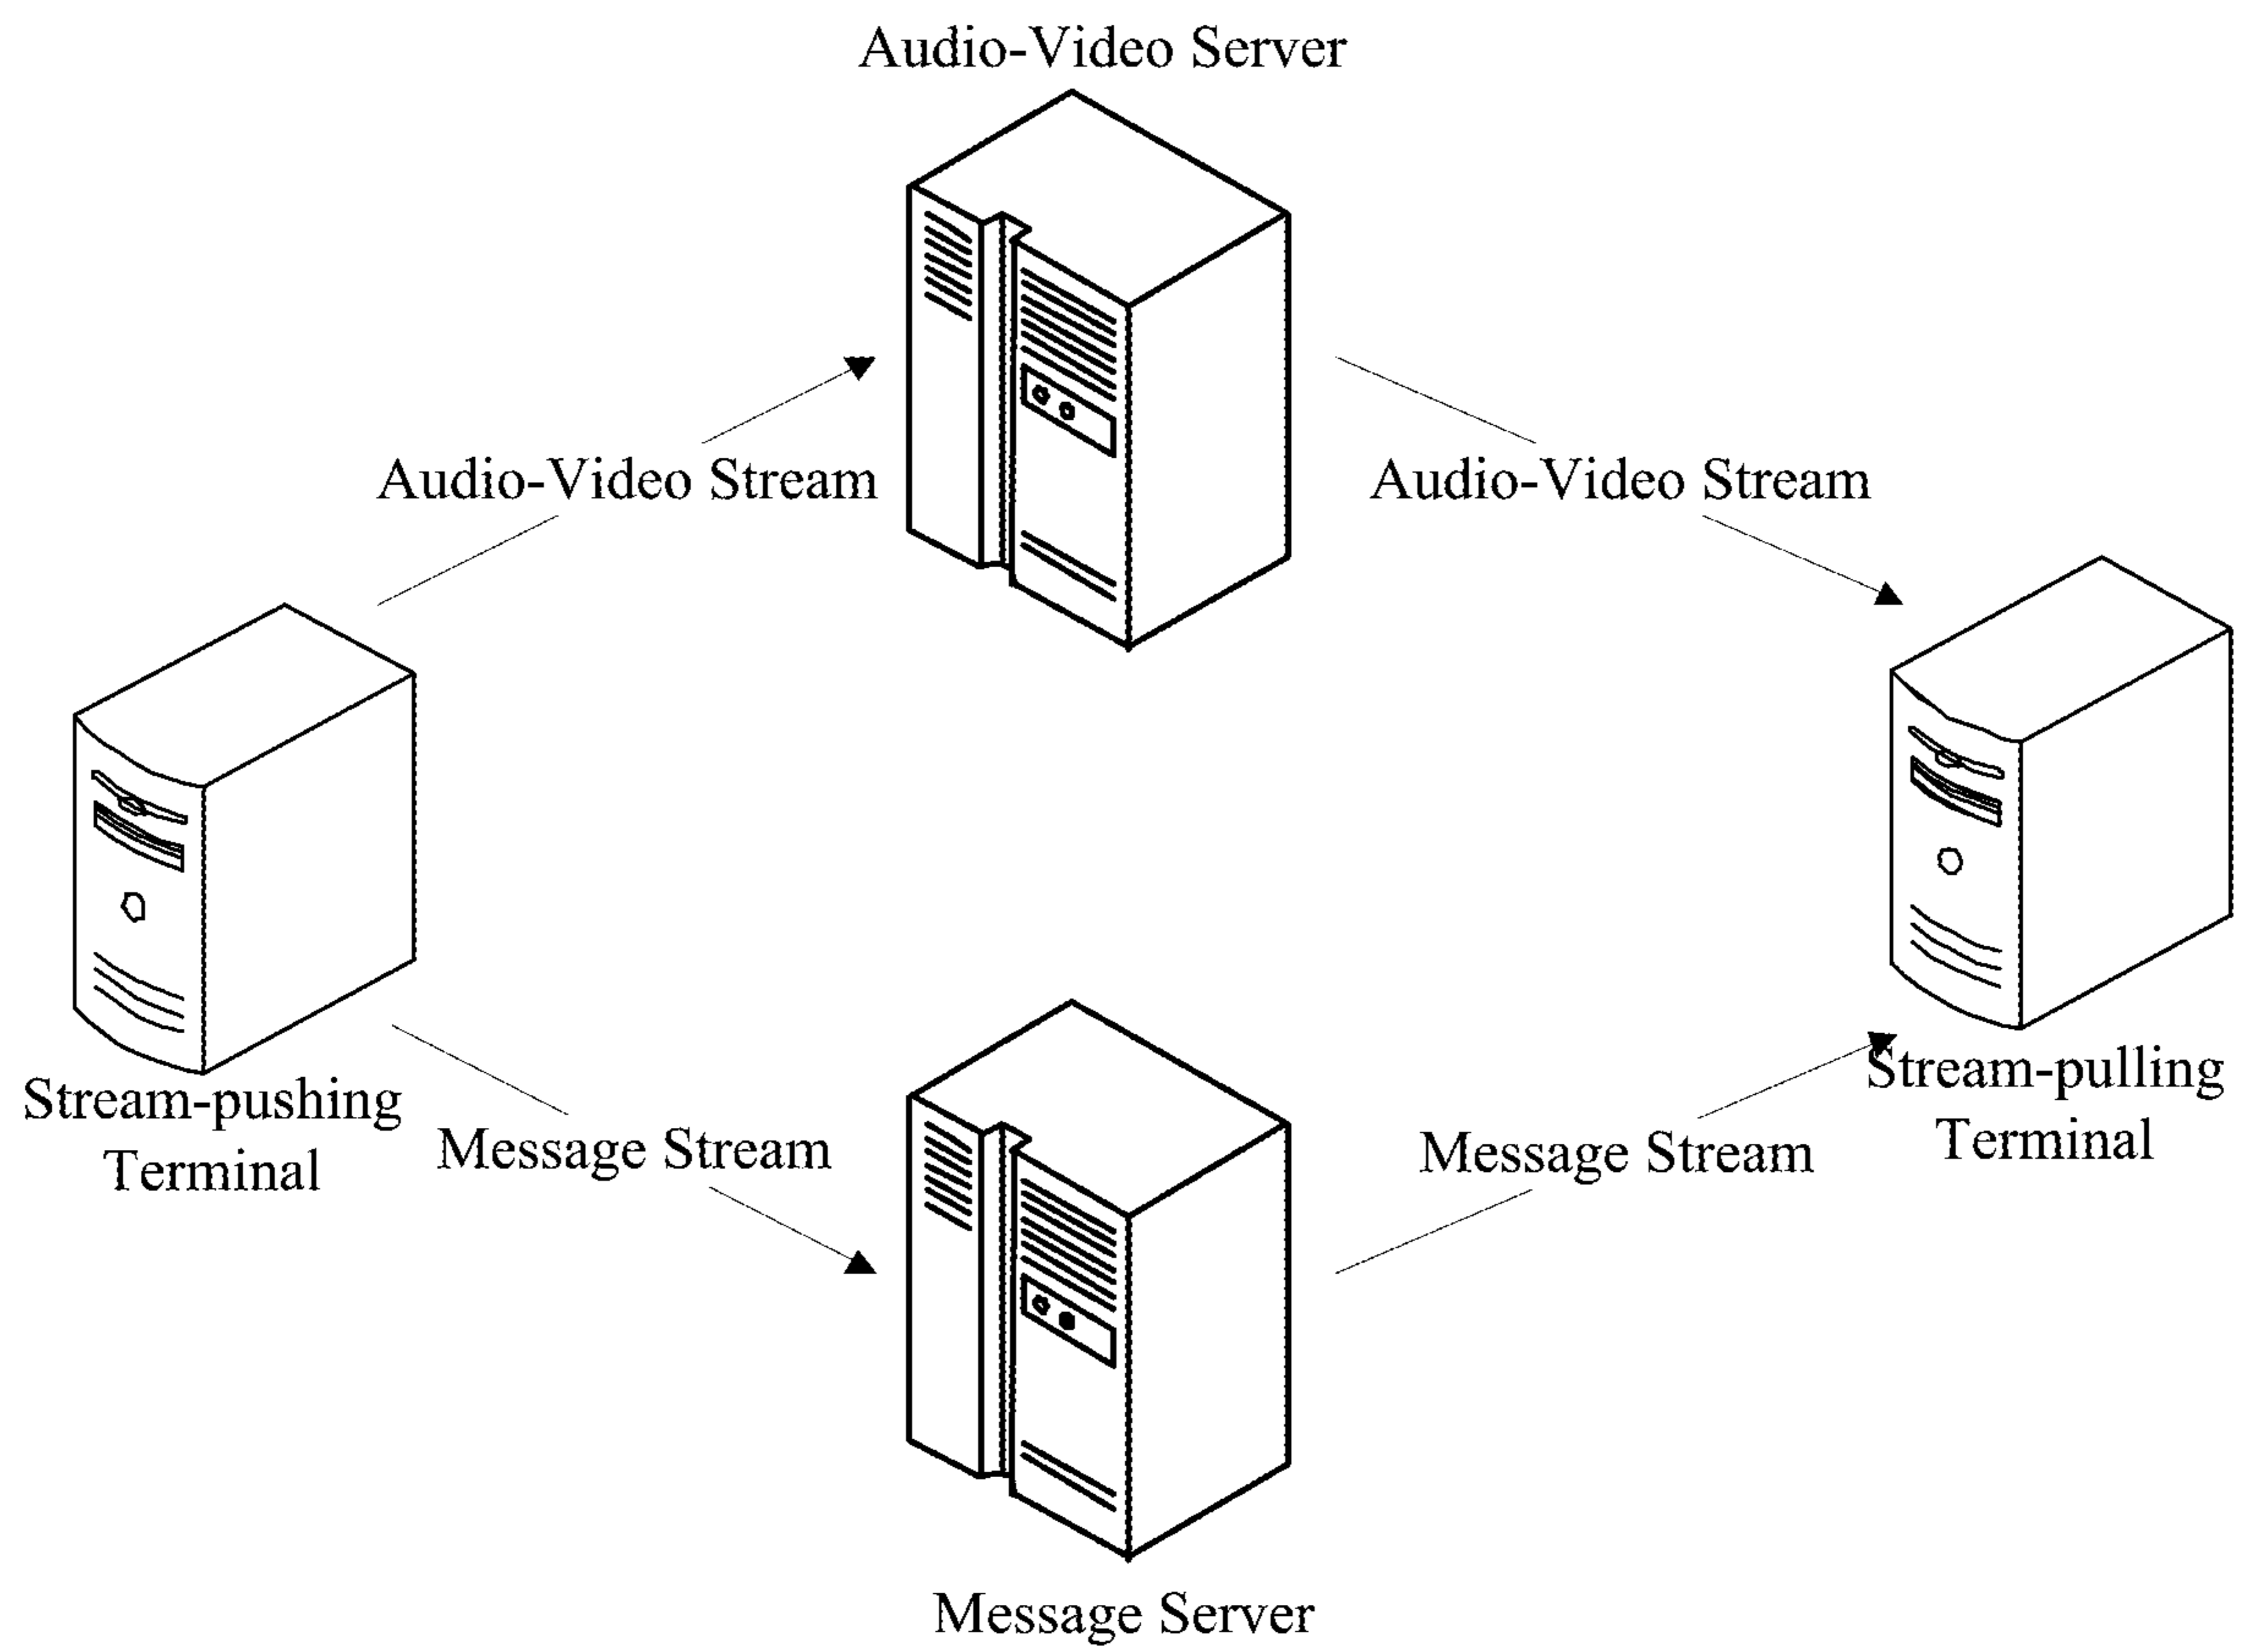 Audio-Video Server
Audio-Video Stream
Audio-Video Stream
Stream-pushing
Terminal
Message Stream
Stream-pulling
Terminal
Message Stream
Message Server